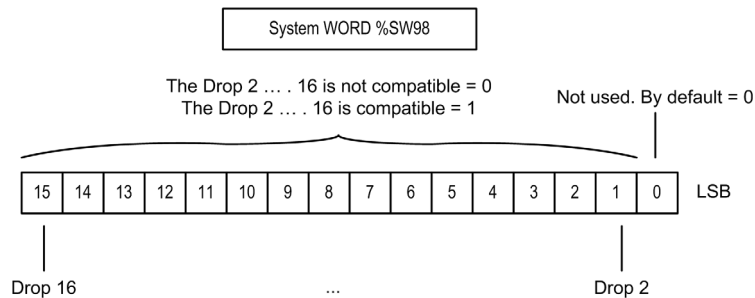 System WORD %SW98
The Drop 2 ... . 16 is not compatible = 0
The Drop 2 ... . 16 is compatible = 1
Not used. By default = 0
15 14 13 12 11 10 9 8 7 6 5 4 3 2 1 0 LSB
Drop 16 ... Drop 2